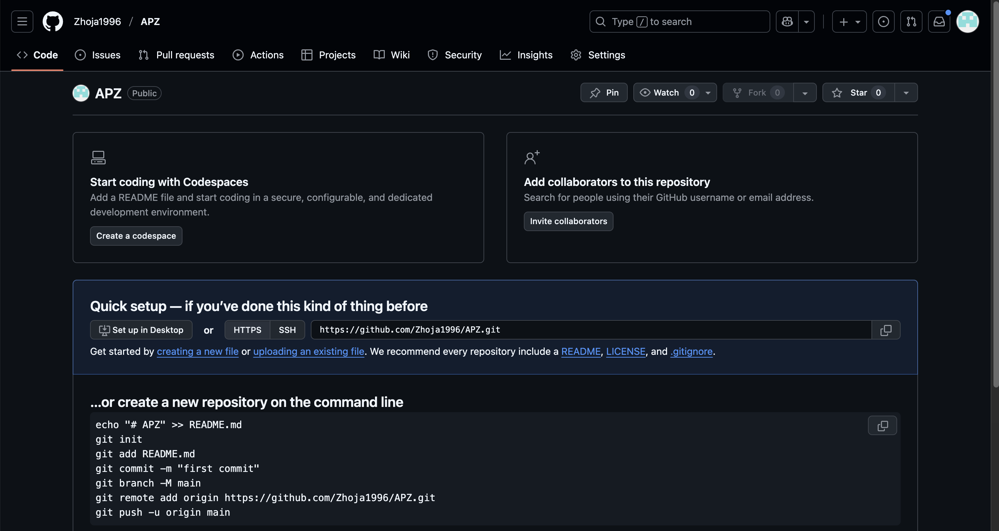 Zhoja1996 / APZ
Type / to search
Code Issues Pull requests Actions Projects Wiki Security Insights Settings
APZ Public
Pin Watch 0 Fork 0 Star 0
Start coding with Codespaces
Add a README file and start coding in a secure, configurable, and dedicated
development environment.
Create a codespace
Add collaborators to this repository
Search for people using their GitHub username or email address.
Invite collaborators
Quick setup — if you’ve done this kind of thing before
Set up in Desktop or HTTPS SSH https://github.com/Zhoja1996/APZ.git
Get started by creating a new file or uploading an existing file. We recommend every repository include a README, LICENSE, and .gitignore.
…or create a new repository on the command line
echo "# APZ" >> README.md
git init
git add README.md
git commit -m "first commit"
git branch -M main
git remote add origin https://github.com/Zhoja1996/APZ.git
git push -u origin main